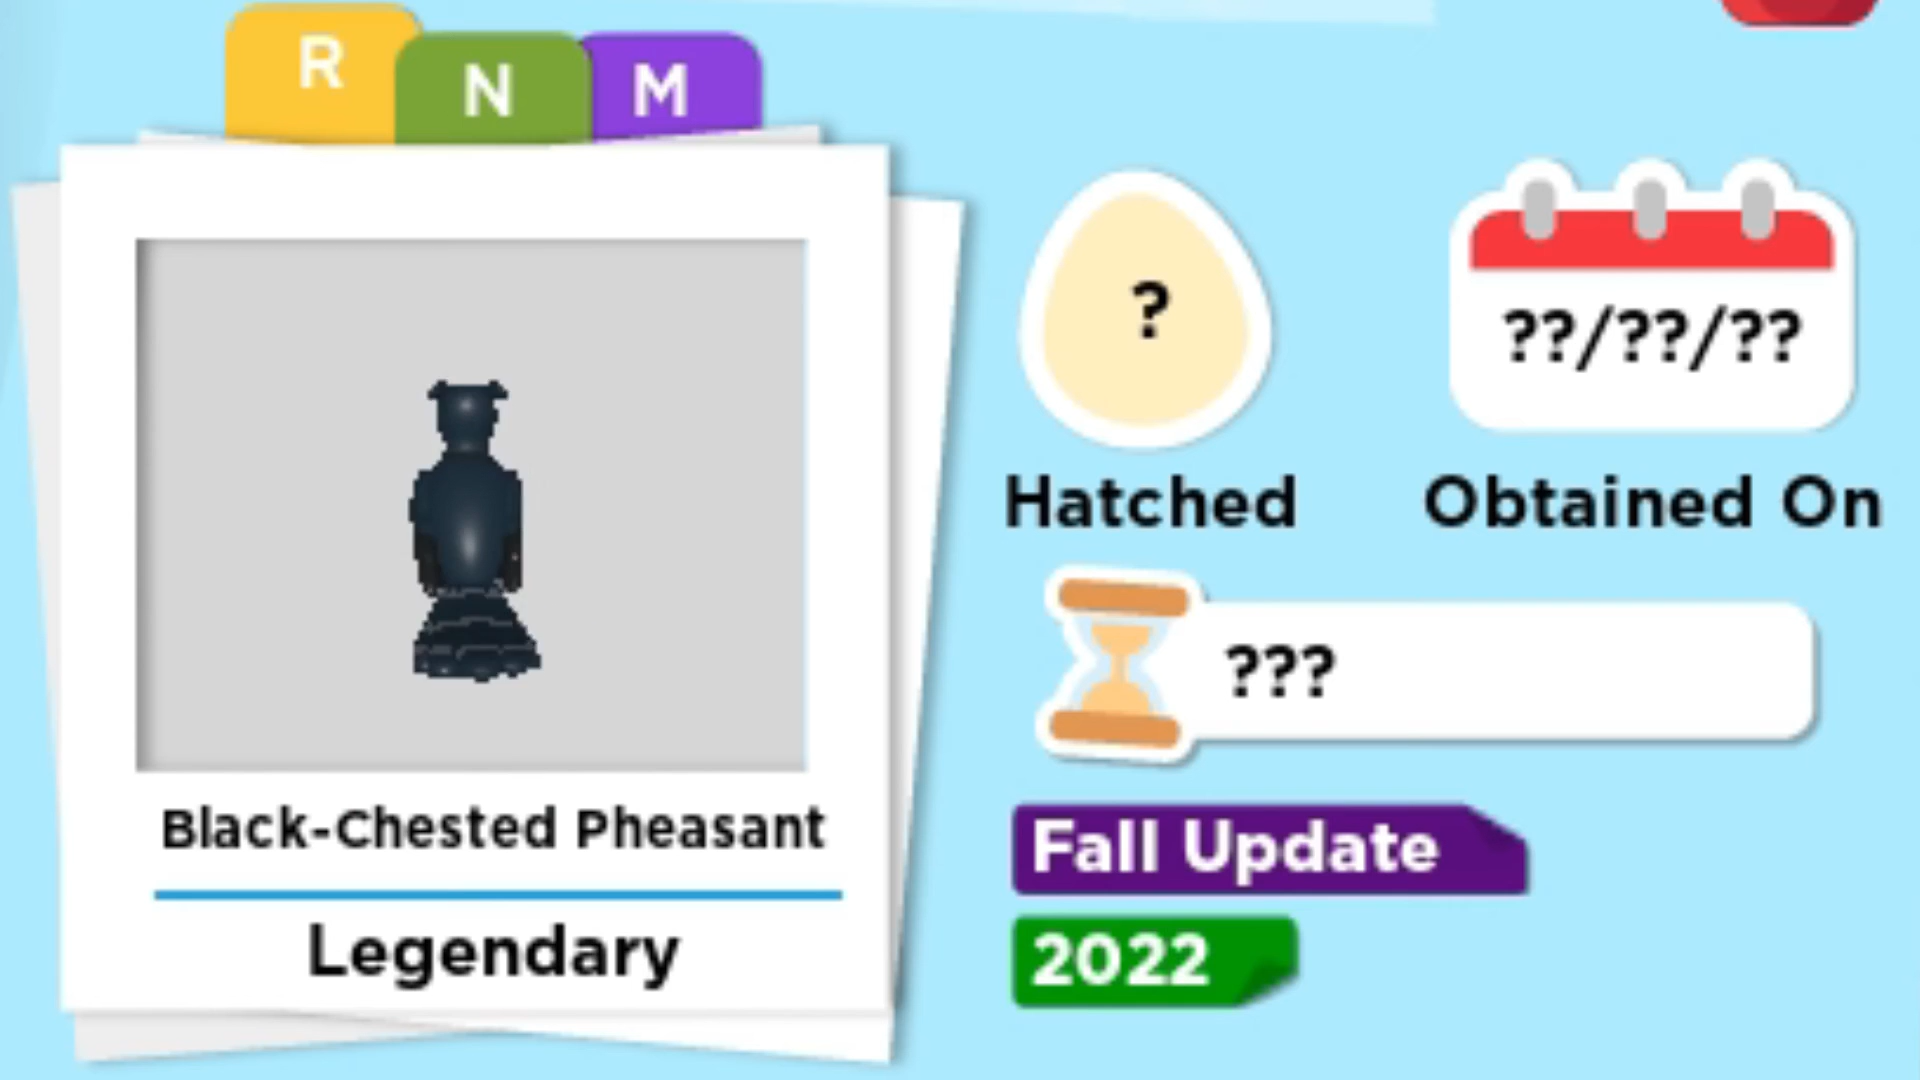 R
N
M
?
??/??/??
Hatched
Obtained On
???
Black-Chested Pheasant
Legendary
Fall Update
2022